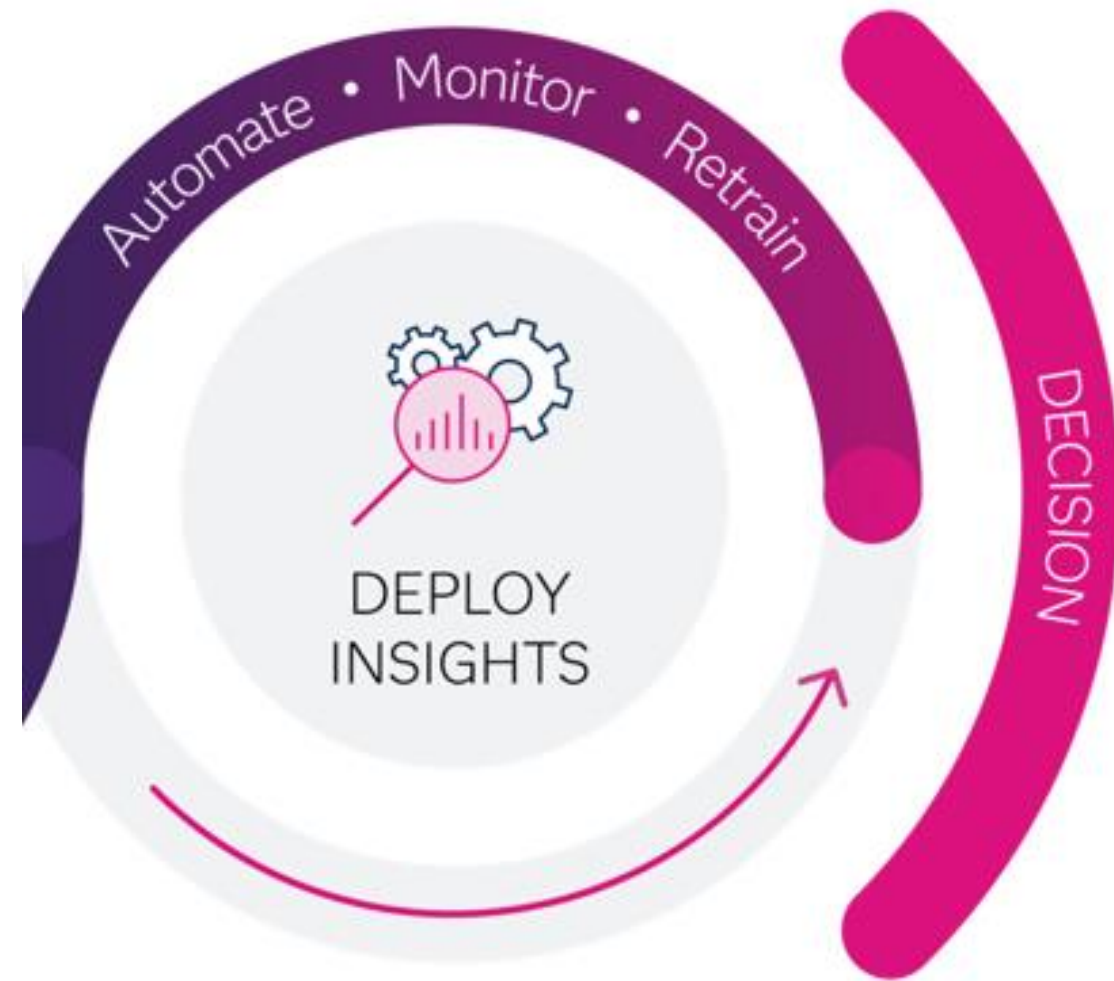 Automate • Monitor • Retrain
DEPLOY
INSIGHTS
DECISION